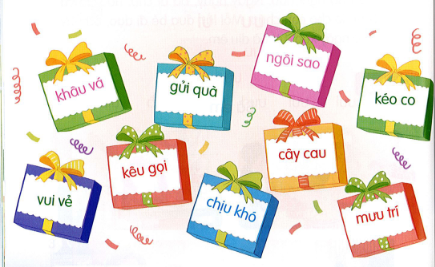 khâu vá
gửi quà
ngôi sao
kéo co
vui vẻ
kêu gọi
chịu khó
cây cau
mưu trí